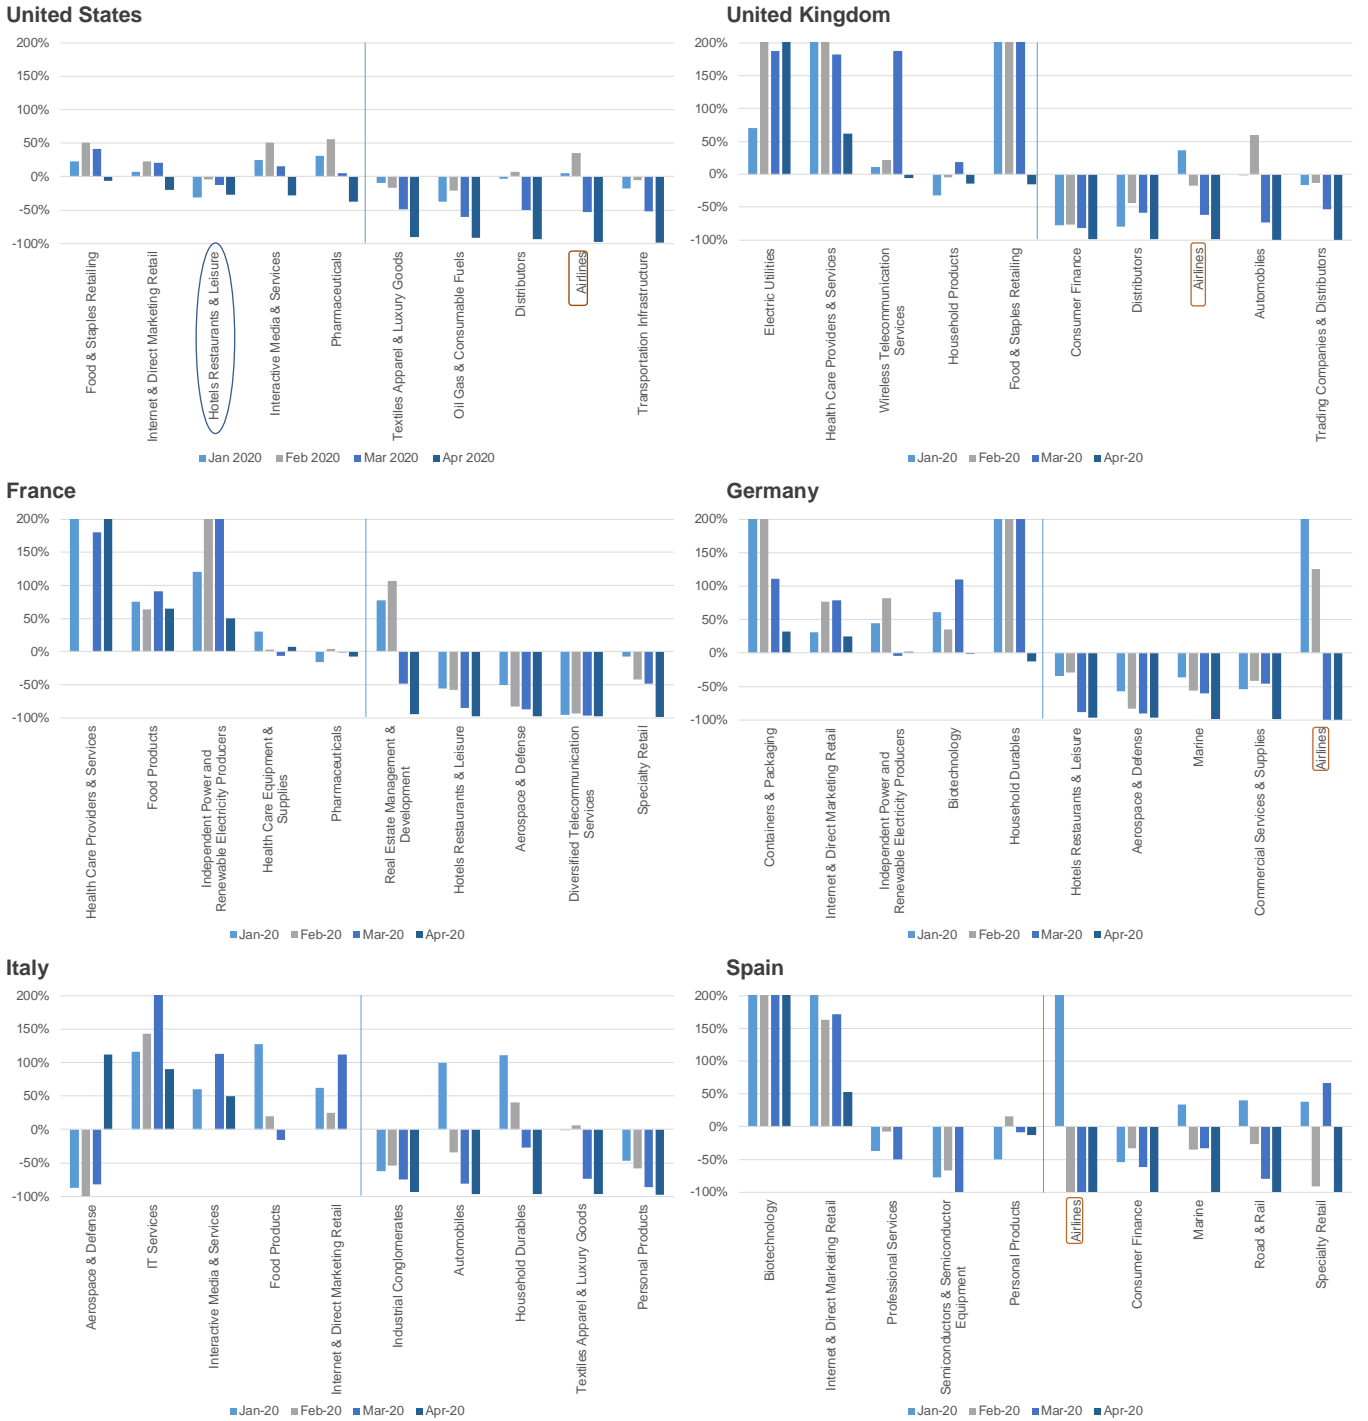 United States
200%
150%
100%
50%
0%
-50%
-100%
Food & Staples Retailing
Internet & Direct Marketing Retail
Hotels Restaurants & Leisure
Interactive Media & Services
Pharmaceuticals
Textiles Apparel & Luxury Goods
Oil Gas & Consumable Fuels
Distributors
Airlines
Transportation Infrastructure
Jan 2020 Feb 2020 Mar 2020 Apr 2020
United Kingdom
200%
150%
100%
50%
0%
-50%
-100%
Electric Utilities
Health Care Providers & Services
Wireless Telecommunication
Services
Household Products
Food & Staples Retailing
Consumer Finance
Distributors
Airlines
Automobiles
Trading Companies & Distributors
Jan-20 Feb-20 Mar-20 Apr-20
France
200%
150%
100%
50%
0%
-50%
-100%
Health Care Providers & Services
Food Products
Independent Power and
Renewable Electricity Producers
Health Care Equipment &
Supplies
Pharmaceuticals
Real Estate Management &
Development
Hotels Restaurants & Leisure
Aerospace & Defense
Diversified Telecommunication
Services
Specialty Retail
Jan-20 Feb-20 Mar-20 Apr-20
Germany
200%
150%
100%
50%
0%
-50%
-100%
Containers & Packaging
Internet & Direct Marketing Retail
Independent Power and
Renewable Electricity Producers
Biotechnology
Household Durables
Hotels Restaurants & Leisure
Aerospace & Defense
Marine
Commercial Services & Supplies
Airlines
Jan-20 Feb-20 Mar-20 Apr-20
Italy
200%
150%
100%
50%
0%
-50%
-100%
Aerospace & Defense
IT Services
Interactive Media & Services
Food Products
Internet & Direct Marketing Retail
Industrial Conglomerates
Automobiles
Household Durables
Textiles Apparel & Luxury Goods
Personal Products
Jan-20 Feb-20 Mar-20 Apr-20
Spain
200%
150%
100%
50%
0%
-50%
-100%
Biotechnology
Internet & Direct Marketing Retail
Professional Services
Semiconductors & Semiconductor
Equipment
Personal Products
Airlines
Consumer Finance
Marine
Road & Rail
Specialty Retail
Jan-20 Feb-20 Mar-20 Apr-20